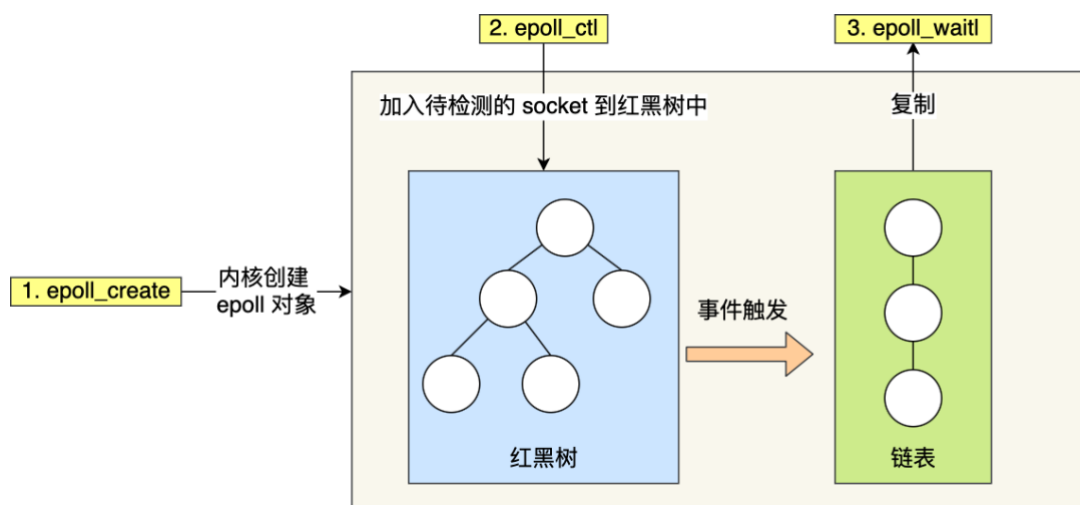 2. epoll_ctl
3. epoll_waitl
加入待检测的 socket 到红黑树中
复制
1. epoll_create
内核创建
epoll 对象
事件触发
红黑树
链表